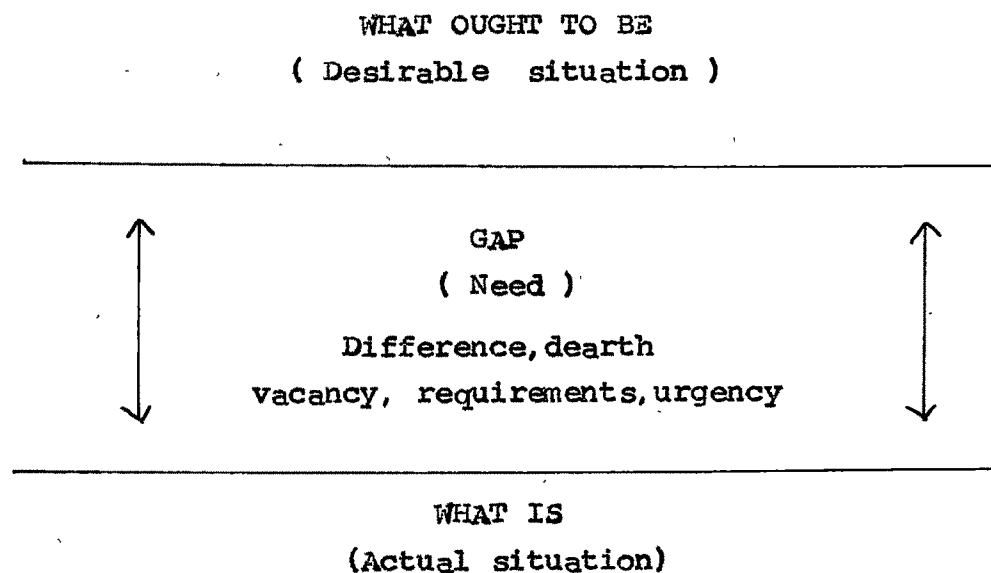 WHAT OUGHT TO BE
( Desirable situation )
GAP
( Need )
Difference, dearth
vacancy, requirements, urgency
WHAT IS
(Actual situation)